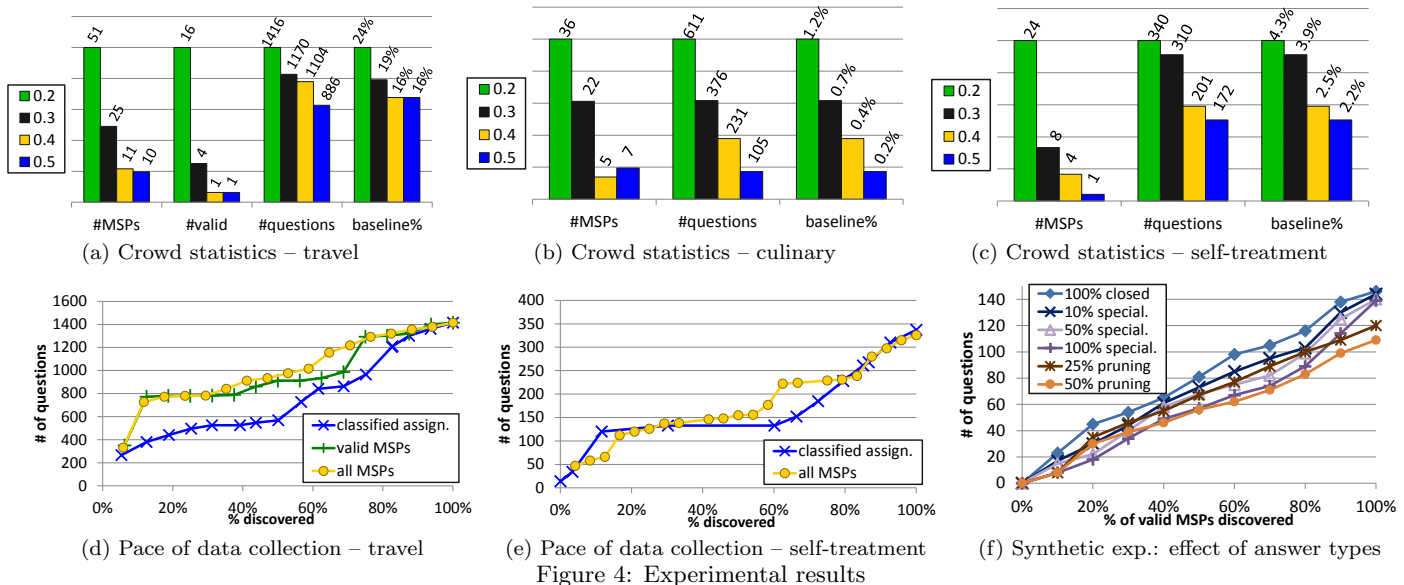 51 25 11 10 16 4 1 1 1416 1170 1104 886 24% 19% 16% 16%
0.2
0.3
0.4
0.5
#MSPs #valid #questions baseline%
(a) Crowd statistics – travel
36 22 5 7 611 376 231 105 1.2% 0.7% 0.4% 0.2%
0.2
0.3
0.4
0.5
#MSPs #questions baseline%
(b) Crowd statistics – culinary
24 8 4 1 340 310 201 172 4.3% 3.9% 2.5% 2.2%
0.2
0.3
0.4
0.5
#MSPs #questions baseline%
(c) Crowd statistics – self-treatment
# of questions
1600
1400
1200
1000
800
600
400
200
0
classified assign.
valid MSPs
all MSPs
0% 20% 40% 60% 80% 100%
% discovered
(d) Pace of data collection – travel
# of questions
400
350
300
250
200
150
100
50
0
classified assign.
all MSPs
0% 20% 40% 60% 80% 100%
% discovered
(e) Pace of data collection – self-treatment
# of questions
140
120
100
80
60
40
20
0
100% closed
10% special.
50% special.
100% special.
25% pruning
50% pruning
0% 20% 40% 60% 80% 100%
% of valid MSPs discovered
(f) Synthetic exp.: effect of answer types
Figure 4: Experimental results